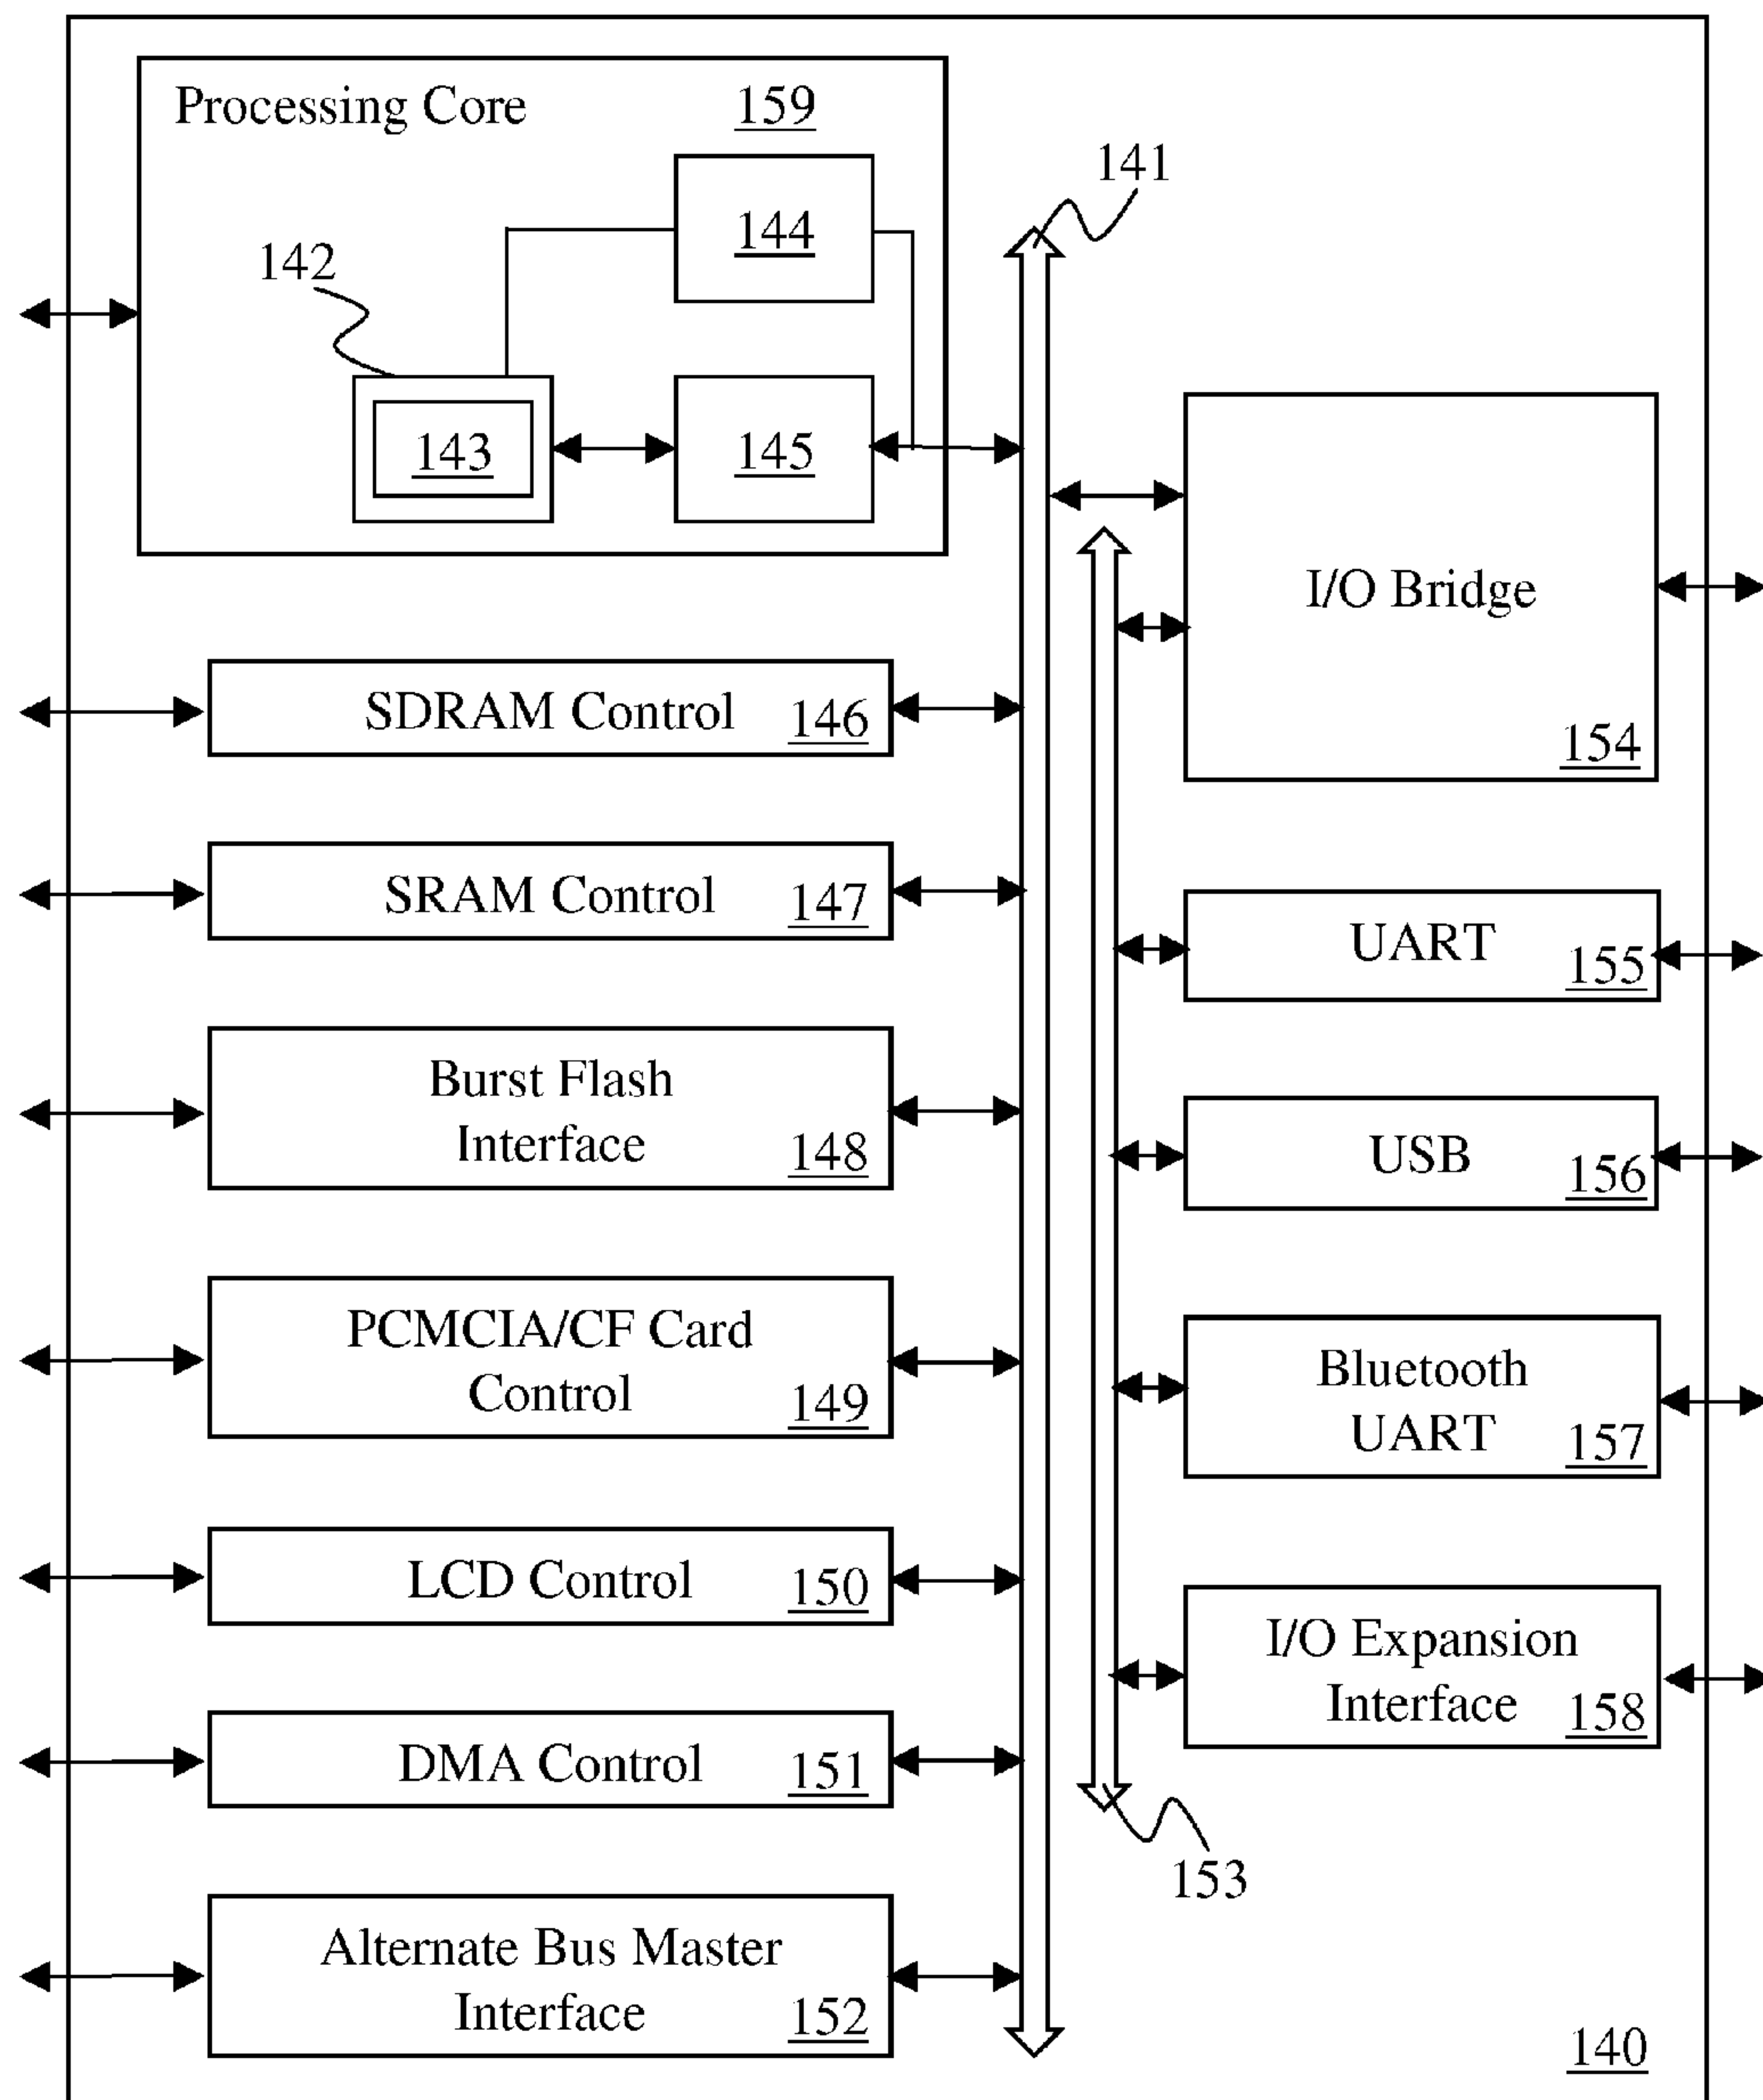 Processing Core
159
141
144
142
143
145
I/O Bridge
154
SDRAM Control
146
SRAM Control
147
UART
155
Burst Flash
Interface
148
USB
156
PCMCIA/CF Card
Control
149
Bluetooth
UART
157
LCD Control
150
I/O Expansion
Interface
158
DMA Control
151
153
Alternate Bus Master
Interface
152
140